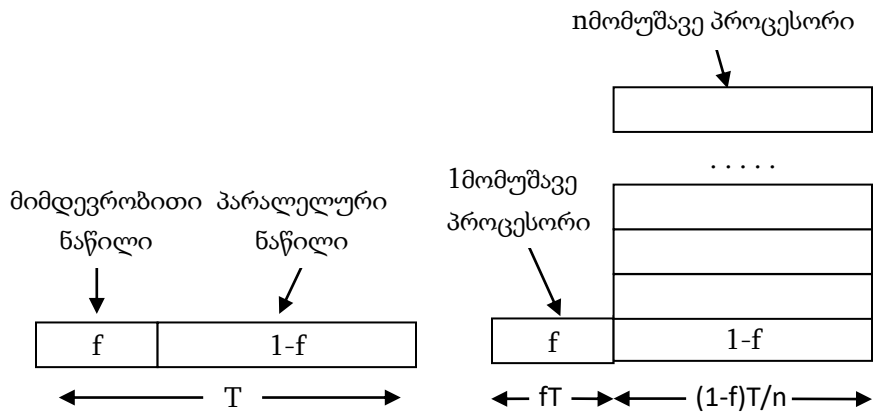 nმომუშავე პროცესორი
. . . . .
1მომუშავე
პროცესორი
მიმდევრობითი
ნაწილი
პარალელური
ნაწილი
f
1-f
f
1-f
T
fT
(1-f)T/n